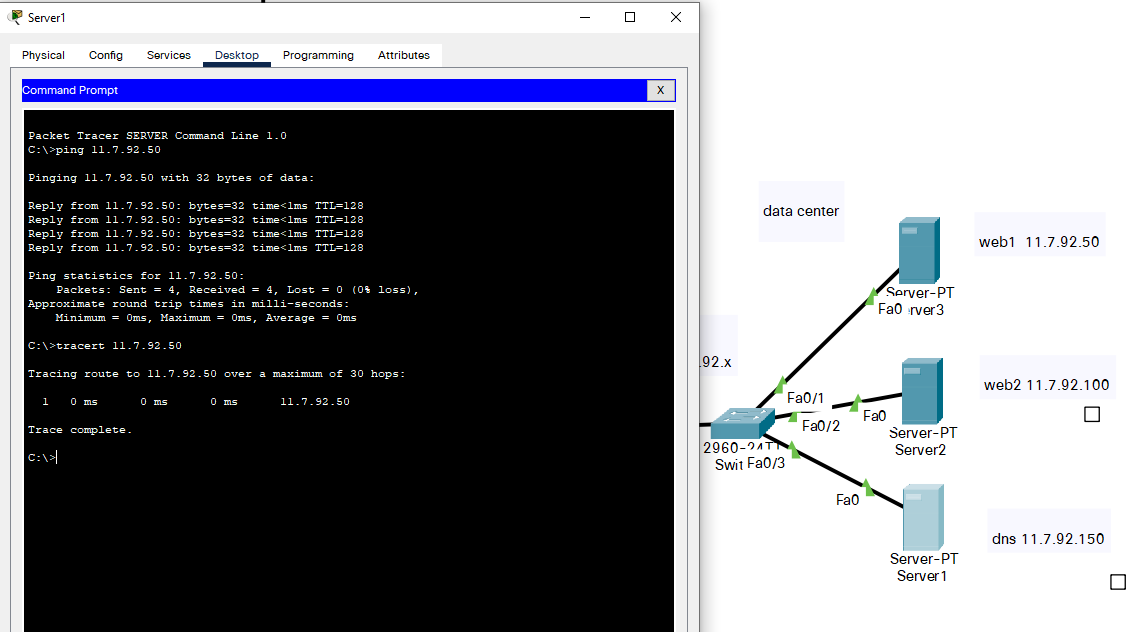 Server1
Physical Config Services Desktop Programming Attributes
Command Prompt
X
Packet Tracer SERVER Command Line 1.0
C:\>ping 11.7.92.50
Pinging 11.7.92.50 with 32 bytes of data:
Reply from 11.7.92.50: bytes=32 time<1ms TTL=128
Reply from 11.7.92.50: bytes=32 time<1ms TTL=128
Reply from 11.7.92.50: bytes=32 time<1ms TTL=128
Reply from 11.7.92.50: bytes=32 time<1ms TTL=128
Ping statistics for 11.7.92.50:
Packets: Sent = 4, Received = 4, Lost = 0 (0% loss),
Approximate round trip times in milli-seconds:
Minimum = 0ms, Maximum = 0ms, Average = 0ms
C:\>tracert 11.7.92.50
Tracing route to 11.7.92.50 over a maximum of 30 hops:
1 0 ms 0 ms 0 ms 11.7.92.50
Trace complete.
C:\>
data center
web1 11.7.92.50
Server-PT
Fa0 rver3
.92.x
Fa0/1
web2 11.7.92.100
Fa0
Fa0/2
Server-PT
Server2
2960-24TT
Swit Fa0/3
Fa0
dns 11.7.92.150
Server-PT
Server1